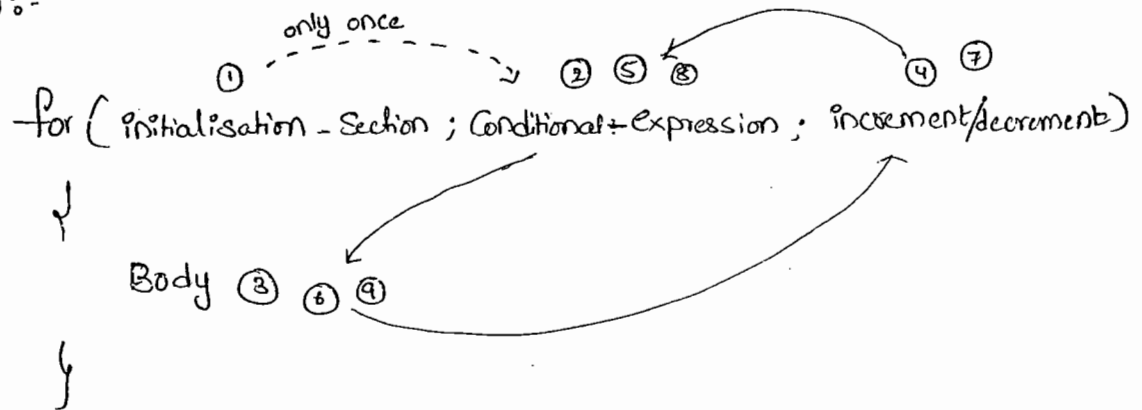 :-
only once
① ② ⑤ ⑧ ④ ⑦
for ( initialisation - Section ; Conditional - expression ; increment/decrement)
{
Body ③ ⑥ ⑨
}